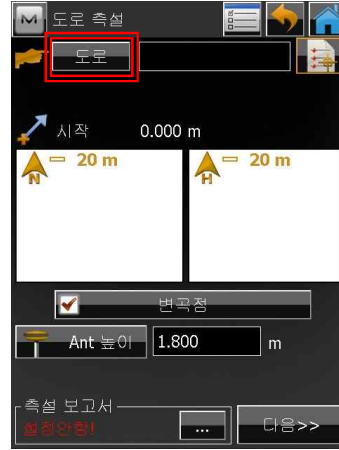 M 도로 측설
도로
시작 0.000 m
20 m 20 m
N H
변곡점
Ant 높이 1.800 m
측설 보고서
설정안함! ... 다음>>